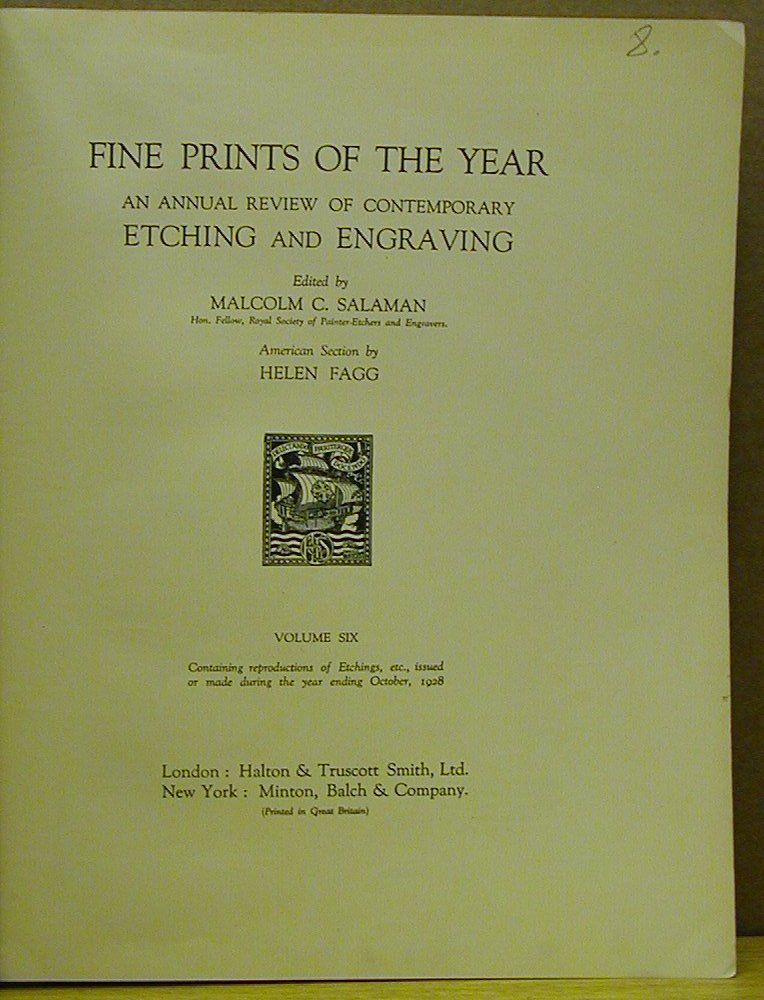 8.
FINE PRINTS OF THE YEAR
AN ANNUAL REVIEW OF CONTEMPORARY
ETCHING AND ENGRAVING
Edited by
MALCOLM C. SALAMAN
Hon. Fellow, Royal Society of Painter-Etchers and Engravers.
American Section by
HELEN FAGG
VOLUME SIX
Containing reproductions of Etchings, etc., issued
or made during the year ending October, 1928
London : Halton & Truscott Smith, Ltd.
New York : Minton, Balch & Company.
(Printed in Great Britain)